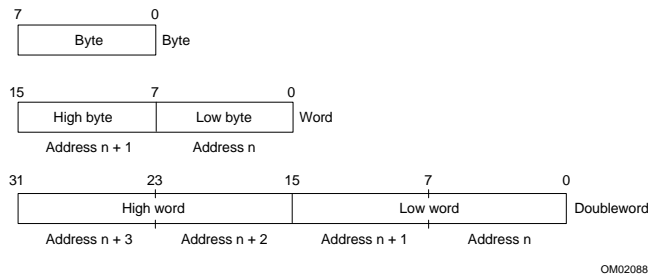 7 0
Byte Byte
15 7 0
High byte Low byte Word
Address n + 1 Address n
31 23 15 7 0
High word Low word Doubleword
Address n + 3 Address n + 2 Address n + 1 Address n
OM02088